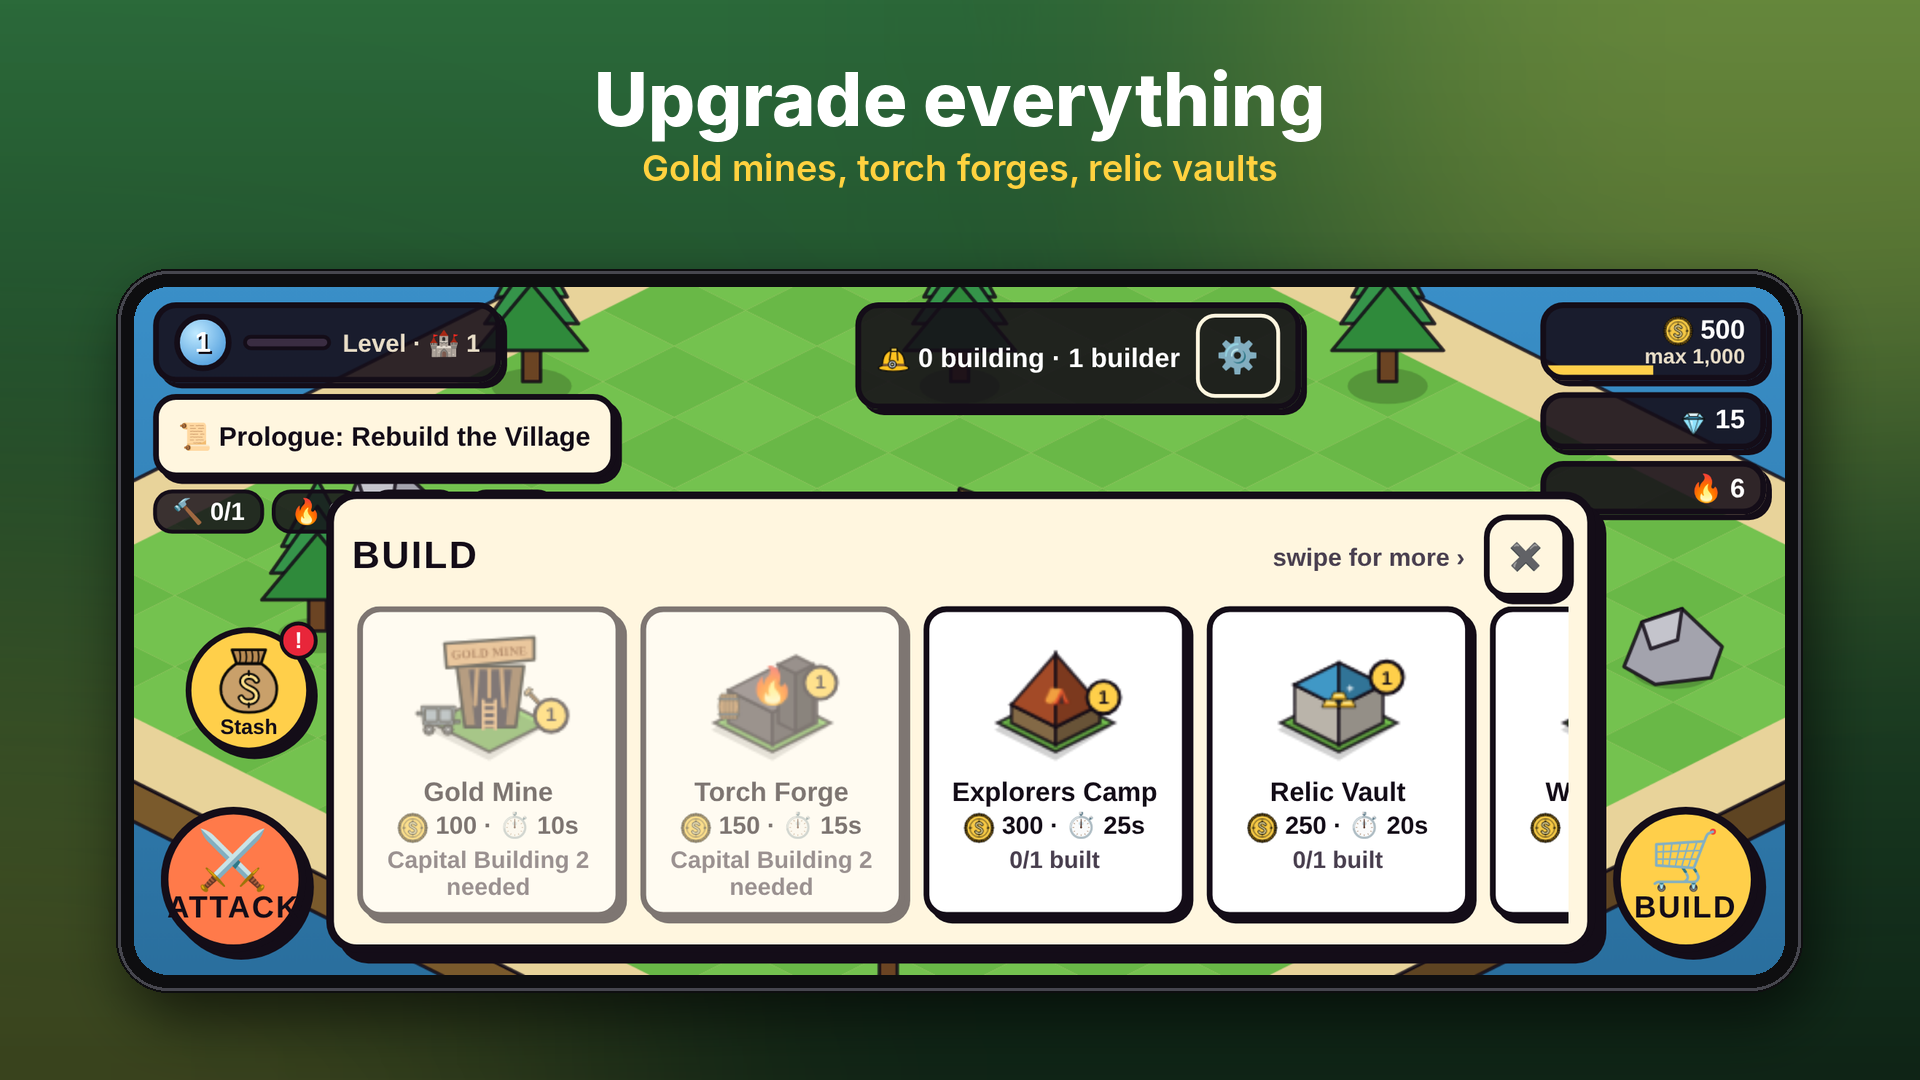 Upgrade everything
Gold mines, torch forges, relic vaults
1
Level · 1
0 building · 1 builder
500
max 1,000
15
6
Prologue: Rebuild the Village
0/1
BUILD
swipe for more ›
!
Stash
ATTACK
GOLD MINE
1
Gold Mine
100 · 10s
Capital Building 2
needed
1
Torch Forge
150 · 15s
Capital Building 2
needed
1
Explorers Camp
300 · 25s
0/1 built
1
Relic Vault
250 · 20s
0/1 built
W
BUILD